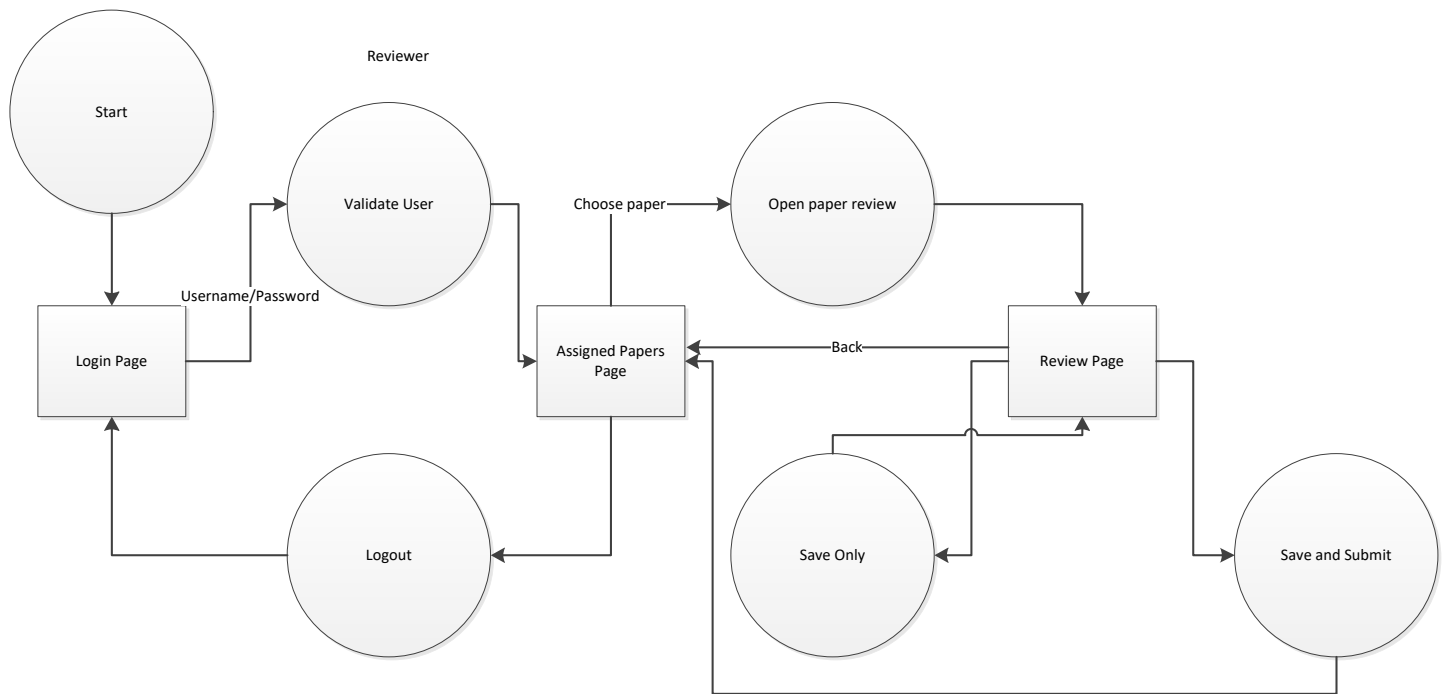 Reviewer
Start
Validate User
Choose paper
Open paper review
Username/Password
Login Page
Assigned Papers
Page
Back
Review Page
Logout
Save Only
Save and Submit